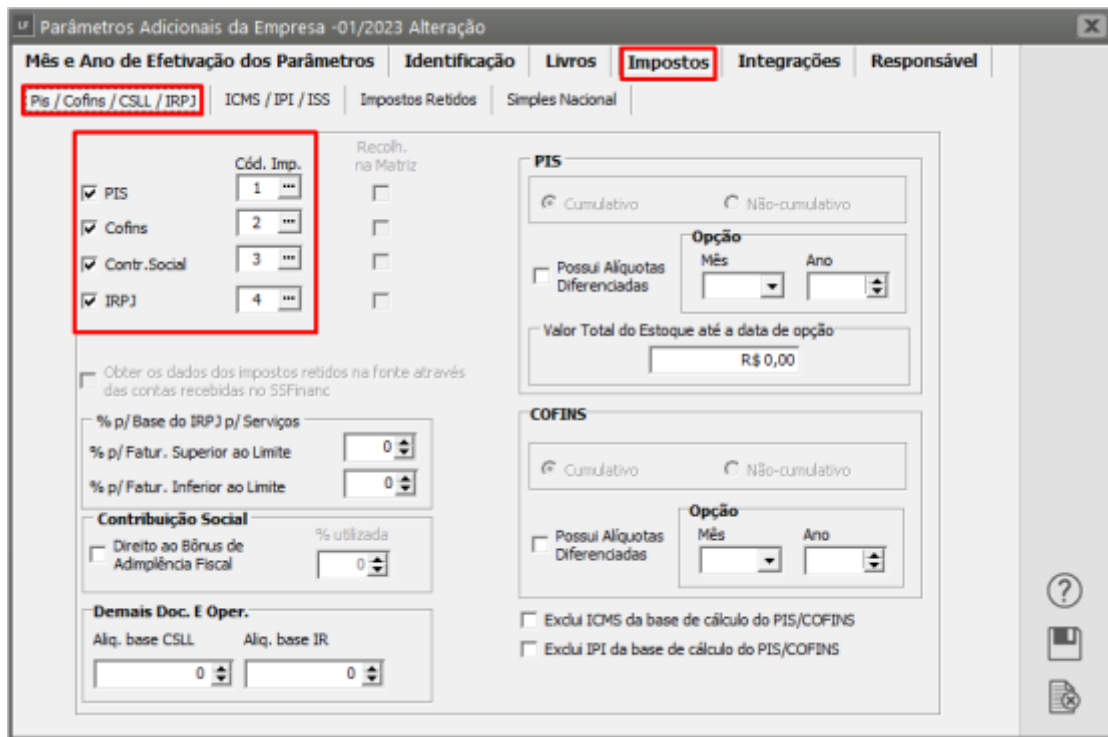 LF Parâmetros Adicionais da Empresa -01/2023 Alteração
Mês e Ano de Efetivação dos Parâmetros Identificação Livros Impostos Integrações Responsável
Pis / Cofins / CSLL / IRPJ ICMS / IPI / ISS Impostos Retidos Simples Nacional
Cód. Imp.
Recolh.
na Matriz
PIS 1 ...
Cofins 2 ...
Contr.Social 3 ...
IRPJ 4 ...
Obter os dados dos impostos retidos na fonte através
das contas recebidas no SSFinanc
% p/ Base do IRPJ p/ Serviços
% p/ Fatur. Superior ao Limite 0
% p/ Fatur. Inferior ao Limite 0
Contribuição Social
Direito ao Bônus de
Adimplência Fiscal
% utilizada
0
Demais Doc. E Oper.
Aliq. base CSLL Aliq. base IR
0 0
PIS
Cumulativo Não-cumulativo
Possui Alíquotas
Diferenciadas
Opção
Mês Ano
Valor Total do Estoque até a data de opção
R$ 0,00
COFINS
Cumulativo Não-cumulativo
Possui Alíquotas
Diferenciadas
Opção
Mês Ano
Exclui ICMS da base de cálculo do PIS/COFINS
Exclui IPI da base de cálculo do PIS/COFINS